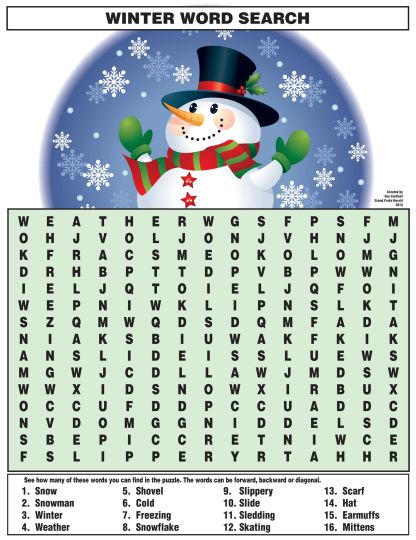 WINTER WORD SEARCH
Created by
Grand Forks Herald
W E A T H E R W G S F P S F M
O H J V O L J O N J V H N J J
K F R A C S M E O K O L O M G
D R H B P T T D P V B P W W N
I E L J Q T O I E L J Q F O I
W E P N I W K L I P N S L K T
S Z Q M W Q D S D Q M F A D A
N I A K S B I U W A K F K I K
A N S L I D E I S S L U E W S
M G W J C D L L A W J M D S W
W W X I D S N O W X I R B U X
O C C U F D D P C C U A D D C
N V D O M G G N I D D E L S D
S B E P I C C R E T N I W C E
F S L I P P E R Y R T A H H R
See how many of these words you can find in the puzzle. The words can be forward, backward or diagonal.
1. Snow
2. Snowman
3. Winter
4. Weather
5. Shovel
6. Cold
7. Freezing
8. Snowflake
9. Slippery
10. Slide
11. Sledding
12. Skating
13. Scarf
14. Hat
15. Earmuffs
16. Mittens